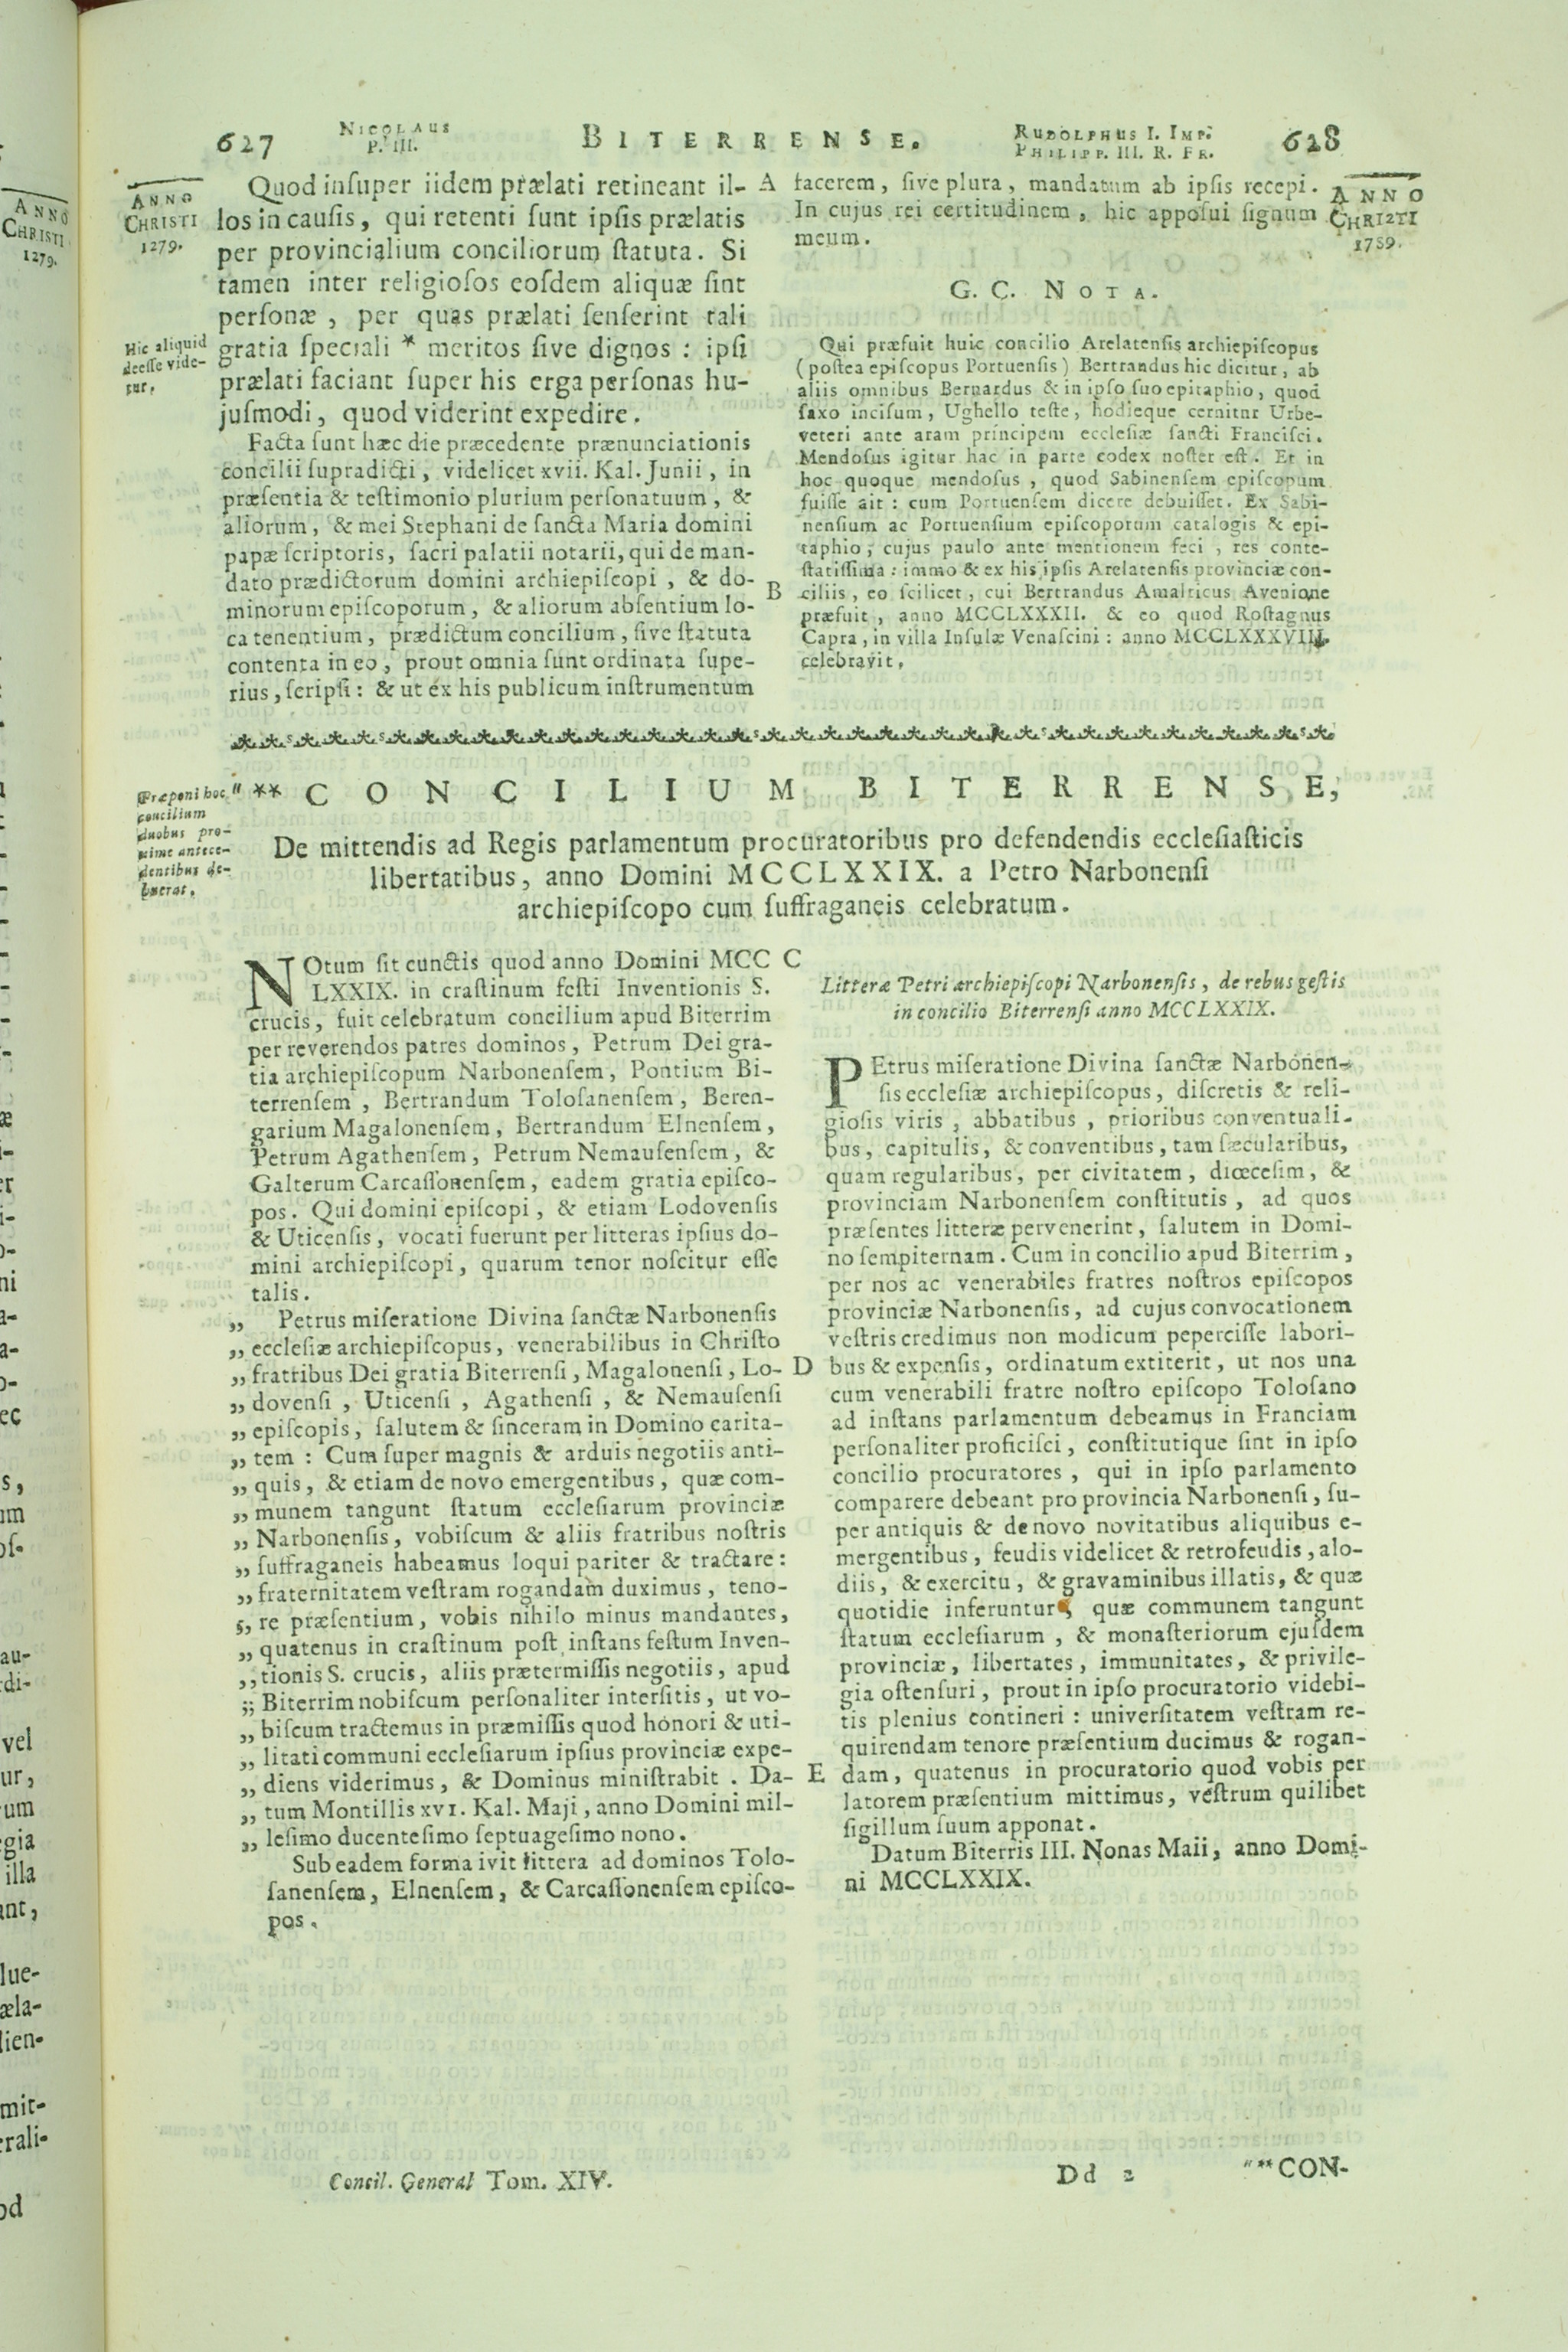 627
NICOLAUS
P. III.
BITERRENSE.
RUDOLPHUS I. IMP.
PHILIPP. III. R. FR.
628
ANNO
CHRISTI
1279.
Quod inſuper iidem prælati retineant il-
los in cauſis, qui retenti ſunt ipſis prælatis
per provincialium conciliorum ſtatuta. Si
tamen inter religioſos eoſdem aliquæ ſint
perſonæ, per quas prælati ſenſerint tali
gratia ſpeciali * meritos ſive dignos : ipſi
prælati faciant ſuper his erga perſonas hu-
juſmodi, quod viderint expedire.
Hic aliquid
deeſſe vide-
tur.
Facta ſunt hæc die præcedente prænunciationis
concilii ſupradicti, videlicet xvii. Kal. Junii, in
præſentia & teſtimonio plurium perſonatuum, &
aliorum, & mei Stephani de ſancta Maria domini
papæ ſcriptoris, ſacri palatii notarii, qui de man-
dato prædictorum domini archiepiſcopi, & do-
minorum epiſcoporum, & aliorum abſentium lo-
ca tenentium, prædictum concilium, ſive ſtatuta
contenta in eo, prout omnia ſunt ordinata ſupe-
rius, ſcripſi : & ut ex his publicum inſtrumentum
A
facerem, ſive plura, mandatum ab ipſis recepi.
In cujus rei certitudinem, hic appoſui ſignum
meum.
ANNO
CHRISTI
1759.
G. C. NOTA.
Qui præfuit huic concilio Arelatenſis archiepiſcopus
(poſtea epiſcopus Portuenſis) Bertrandus hic dicitur, ab
aliis omnibus Bernardus & in ipſo ſuo epitaphio, quod
ſaxo inciſum, Ughello teſte, hodieque cernitnr Urbe-
veteri ante aram principem eccleſiæ ſancti Franciſci.
Mendoſus igitur hac in parte codex noſter eſt. Et in
hoc quoque mendoſus, quod Sabinenſem epiſcopum
fuiſſe ait : cum Portuenſem dicere debuiſſet. Ex Sabi-
nenſium ac Portuenſium epiſcoporum catalogis & epi-
taphio, cujus paulo ante mentionem feci, res conte-
ſtatiſſima : immo & ex his ipſis Arelatenſis provinciæ con-
B
ciliis, eo ſcilicet, cui Bertrandus Amalricus Avenione
præfuit, anno MCCLXXXII. & eo quod Roſtagnus
Capra, in villa Inſulæ Venaſcini : anno MCCLXXXVIII.
celebravit.
Præponi hoc
concilium
duobus pro-
xime antece-
dentibus de-
buerat.
" ** CONCILIUM BITERRENSE,
De mittendis ad Regis parlamentum procuratoribus pro defendendis eccleſiaſticis
libertatibus, anno Domini MCCLXXIX. a Petro Narbonenſi
archiepiſcopo cum ſuffraganeis celebratum.
NOtum ſit cunctis quod anno Domini MCC
LXXIX. in craſtinum feſti Inventionis S.
crucis, fuit celebratum concilium apud Biterrim
per reverendos patres dominos, Petrum Dei gra-
tia archiepiſcopum Narbonenſem, Pontium Bi-
terrenſem, Bertrandum Toloſanenſem, Beren-
garium Magalonenſem, Bertrandum Elnenſem,
Petrum Agathenſem, Petrum Nemauſenſem, &
Galterum Carcaſſonenſem, eadem gratia epiſco-
pos. Qui domini epiſcopi, & etiam Lodovenſis
& Uticenſis, vocati fuerunt per litteras ipſius do-
mini archiepiſcopi, quarum tenor noſcitur eſſe
talis.
„ Petrus miſeratione Divina ſanctæ Narbonenſis
„ eccleſiæ archiepiſcopus, venerabilibus in Chriſto
„ fratribus Dei gratia Biterrenſi, Magalonenſi, Lo-
„ dovenſi, Uticenſi, Agathenſi, & Nemauſenſi
„ epiſcopis, ſalutem & ſinceram in Domino carita-
„ tem : Cum ſuper magnis & arduis negotiis anti-
„ quis, & etiam de novo emergentibus, quæ com-
„ munem tangunt ſtatum eccleſiarum provinciæ
„ Narbonenſis, vobiſcum & aliis fratribus noſtris
„ ſuffraganeis habeamus loqui pariter & tractare :
„ fraternitatem veſtram rogandam duximus, teno-
„ re præſentium, vobis nihilo minus mandantes,
„ quatenus in craſtinum poſt inſtans feſtum Inven-
„ tionis S. crucis, aliis prætermiſſis negotiis, apud
„ Biterrim nobiſcum perſonaliter interſitis, ut vo-
„ biſcum tractemus in præmiſſis quod honori & uti-
„ litati communi eccleſiarum ipſius provinciæ expe-
„ diens viderimus, & Dominus miniſtrabit. Da-
„ tum Montillis xvi. Kal. Maji, anno Domini mil-
„ leſimo ducenteſimo ſeptuageſimo nono.
Sub eadem forma ivit littera ad dominos Tolo-
ſanenſem, Elnenſem, & Carcaſſonenſem epiſco-
pos.
C
Litteræ Petri archiepiſcopi Narbonenſis, de rebus geſtis
in concilio Biterrenſi anno MCCLXXIX.
PEtrus miſeratione Divina ſanctæ Narbonen-
ſis eccleſiæ archiepiſcopus, diſcretis & reli-
gioſis viris, abbatibus, prioribus conventuali-
bus, capitulis, & conventibus, tam ſæcularibus,
quam regularibus, per civitatem, diœceſim, &
provinciam Narbonenſem conſtitutis, ad quos
præſentes litteræ pervenerint, ſalutem in Domi-
no ſempiternam. Cum in concilio apud Biterrim,
per nos ac venerabiles fratres noſtros epiſcopos
provinciæ Narbonenſis, ad cujus convocationem
veſtris credimus non modicum peperciſſe labori-
D
bus & expenſis, ordinatum extiterit, ut nos una
cum venerabili fratre noſtro epiſcopo Toloſano
ad inſtans parlamentum debeamus in Franciam
perſonaliter proficiſci, conſtitutique ſint in ipſo
concilio procuratores, qui in ipſo parlamento
comparere debeant pro provincia Narbonenſi, ſu-
per antiquis & de novo novitatibus aliquibus e-
mergentibus, feudis videlicet & retrofeudis, alo-
diis, & exercitu, & gravaminibus illatis, & quæ
quotidie inferuntur, quæ communem tangunt
ſtatum eccleſiarum, & monaſteriorum ejuſdem
provinciæ, libertates, immunitates, & privile-
gia oſtenſuri, prout in ipſo procuratorio videbi-
tis plenius contineri : univerſitatem veſtram re-
quirendam tenore præſentium ducimus & rogan-
E
dam, quatenus in procuratorio quod vobis per
latorem præſentium mittimus, veſtrum quilibet
ſigillum ſuum apponat.
Datum Biterris III. Nonas Maii, anno Domi-
ni MCCLXXIX.
Concil. General Tom. XIV.
Dd 2
"**CON-